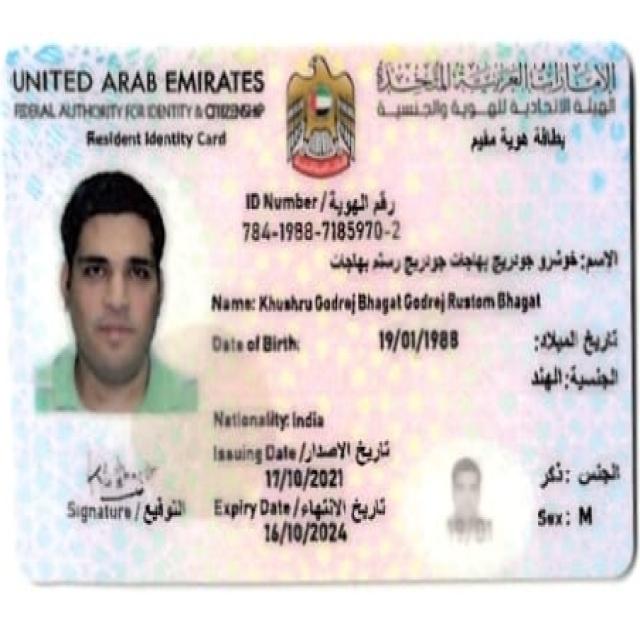 UNITED ARAB EMIRATES
الإمارات العربية المتحدة
FEDERAL AUTHORITY FOR IDENTITY & CITIZENSHIP
الهيئة الاتحادية للهوية والجنسية
Resident Identity Card
بطاقة هوية مقيم
ID Number / رقم الهوية
784-1988-7185970-2
الاسم: خوشرو جودريج بهاجات جودريج رستم بهاجات
Name: Khushru Godrej Bhagat Godrej Rustom Bhagat
Date of Birth: 19/01/1988 تاريخ الميلاد:
الجنسية: الهند
Nationality: India
Issuing Date / تاريخ الاصدار
17/10/2021
الجنس: ذكر
Signature / التوقيع
Expiry Date / تاريخ الانتهاء
16/10/2024
Sex: M
19/01